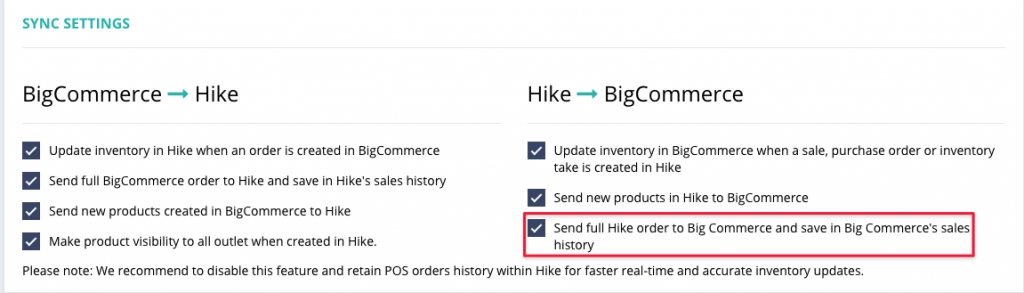 SYNC SETTINGS
BigCommerce → Hike
Update inventory in Hike when an order is created in BigCommerce
Send full BigCommerce order to Hike and save in Hike's sales history
Send new products created in BigCommerce to Hike
Make product visibility to all outlet when created in Hike.
Hike → BigCommerce
Update inventory in BigCommerce when a sale, purchase order or inventory
take is created in Hike
Send new products in Hike to BigCommerce
Send full Hike order to Big Commerce and save in Big Commerce's sales
history
Please note: We recommend to disable this feature and retain POS orders history within Hike for faster real-time and accurate inventory updates.